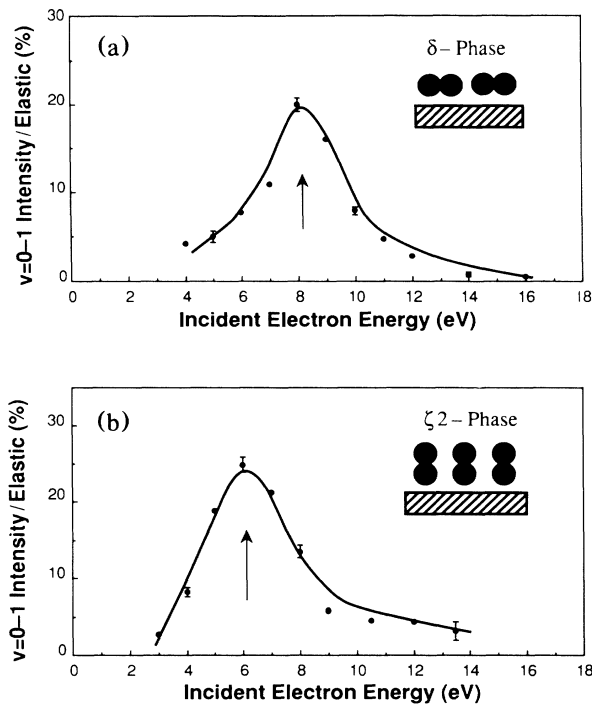 (a)
δ – Phase
v=0–1 Intensity / Elastic (%)
30
20
10
0
0 2 4 6 8 10 12 14 16 18
Incident Electron Energy (eV)
(b)
ζ2 – Phase
v=0–1 Intensity / Elastic (%)
30
20
10
0
0 2 4 6 8 10 12 14 16 18
Incident Electron Energy (eV)